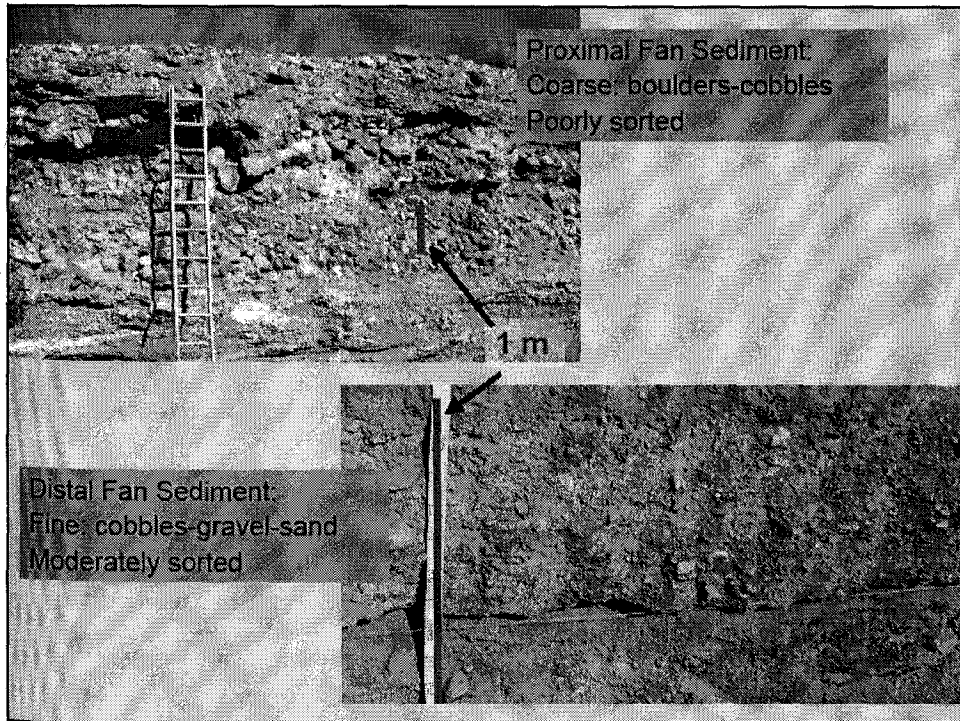 Proximal Fan Sediment:
Coarse: boulders-cobbles
Poorly sorted
1 m
Distal Fan Sediment:
Fine: cobbles-gravel-sand
Moderately sorted